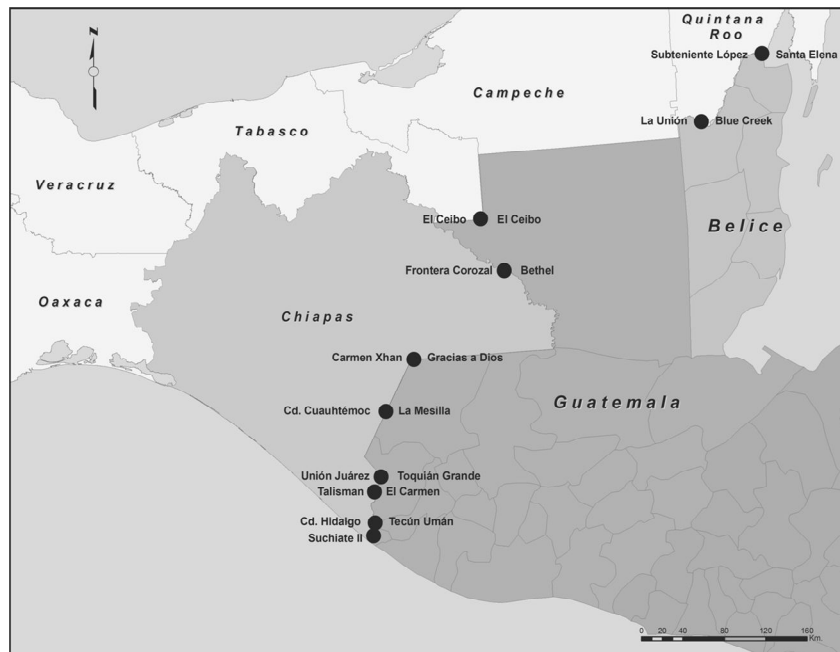 N
Quintana
Roo
Subteniente López Santa Elena
Campeche
La Unión Blue Creek
Tabasco
Veracruz
El Ceibo El Ceibo
Belice
Frontera Corozal Bethel
Oaxaca
Chiapas
Carmen Xhan Gracias a Dios
Guatemala
Cd. Cuauhtémoc La Mesilla
Unión Juárez Toquián Grande
Talisman El Carmen
Cd. Hidalgo Tecún Umán
Suchiate II
0 20 40 80 120 160
Km.